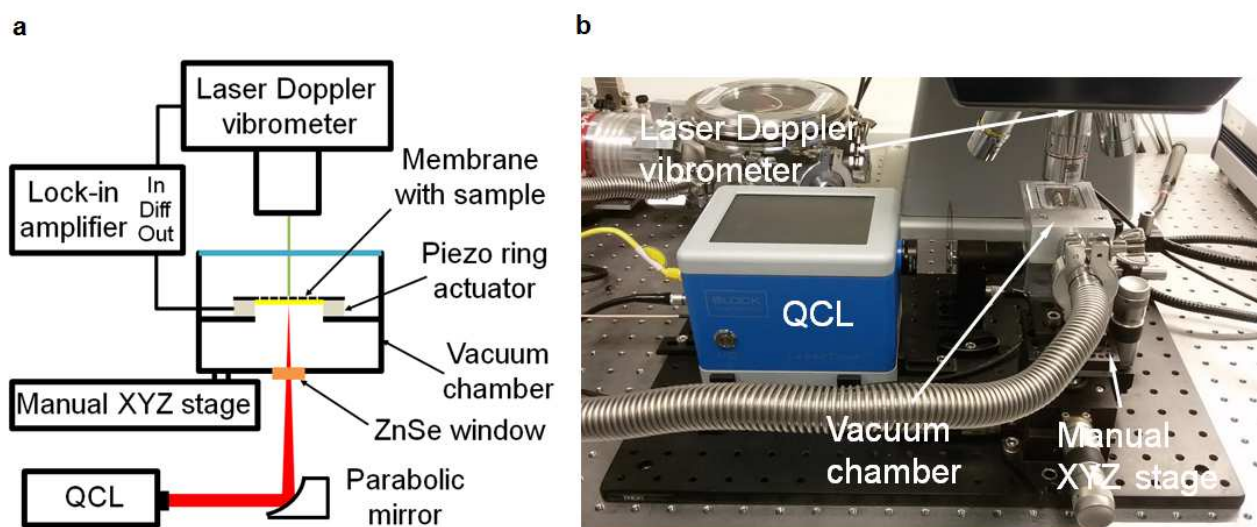 a
Laser Doppler
vibrometer
Membrane
with sample
Lock-in
amplifier
In
Diff
Out
Piezo ring
actuator
Vacuum
chamber
Manual XYZ stage
ZnSe window
QCL
Parabolic
mirror
b
Laser Doppler
vibrometer
BLOCK
QCL
Vacuum
chamber
Manual
XYZ stage